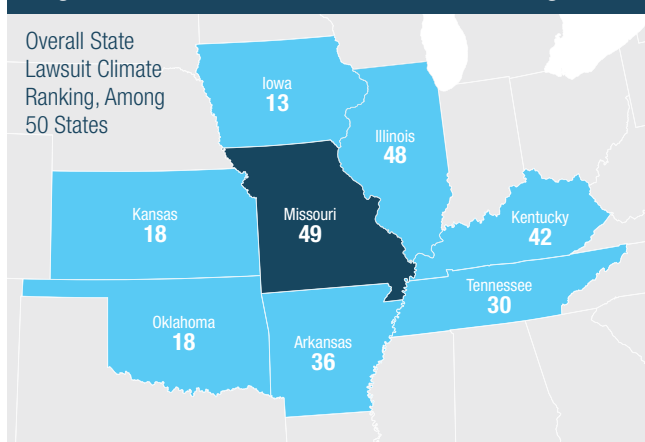 Overall State
Lawsuit Climate
Ranking, Among
50 States
Iowa
13
Illinois
48
Kansas
18
Missouri
49
Kentucky
42
Tennessee
30
Oklahoma
18
Arkansas
36